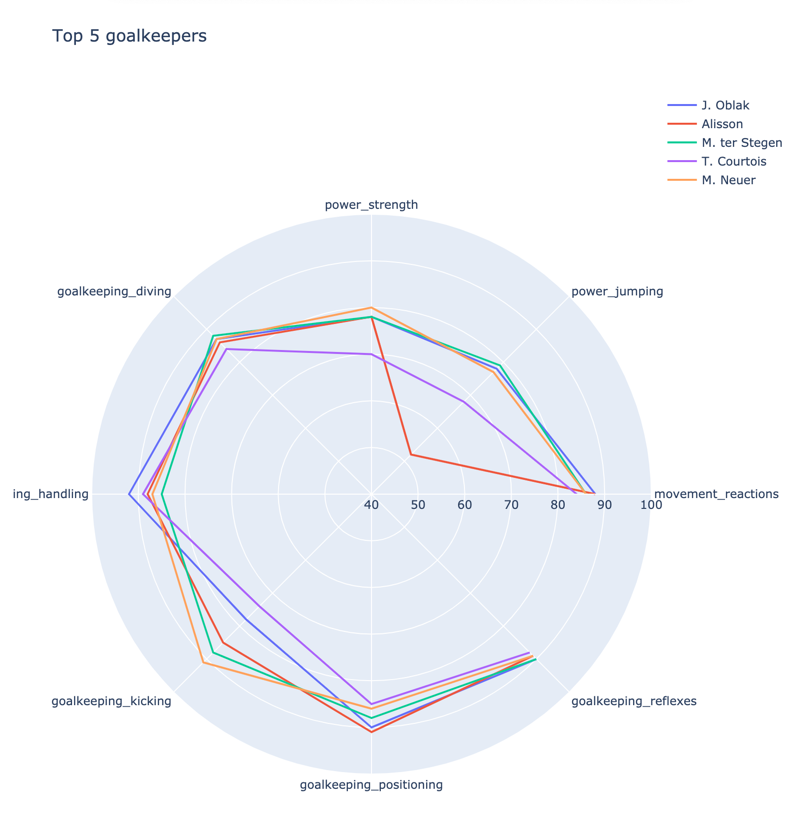 Top 5 goalkeepers
J. Oblak
Alisson
M. ter Stegen
T. Courtois
M. Neuer
power_strength
goalkeeping_diving
power_jumping
ing_handling
movement_reactions
40 50 60 70 80 90 100
goalkeeping_kicking
goalkeeping_reflexes
goalkeeping_positioning